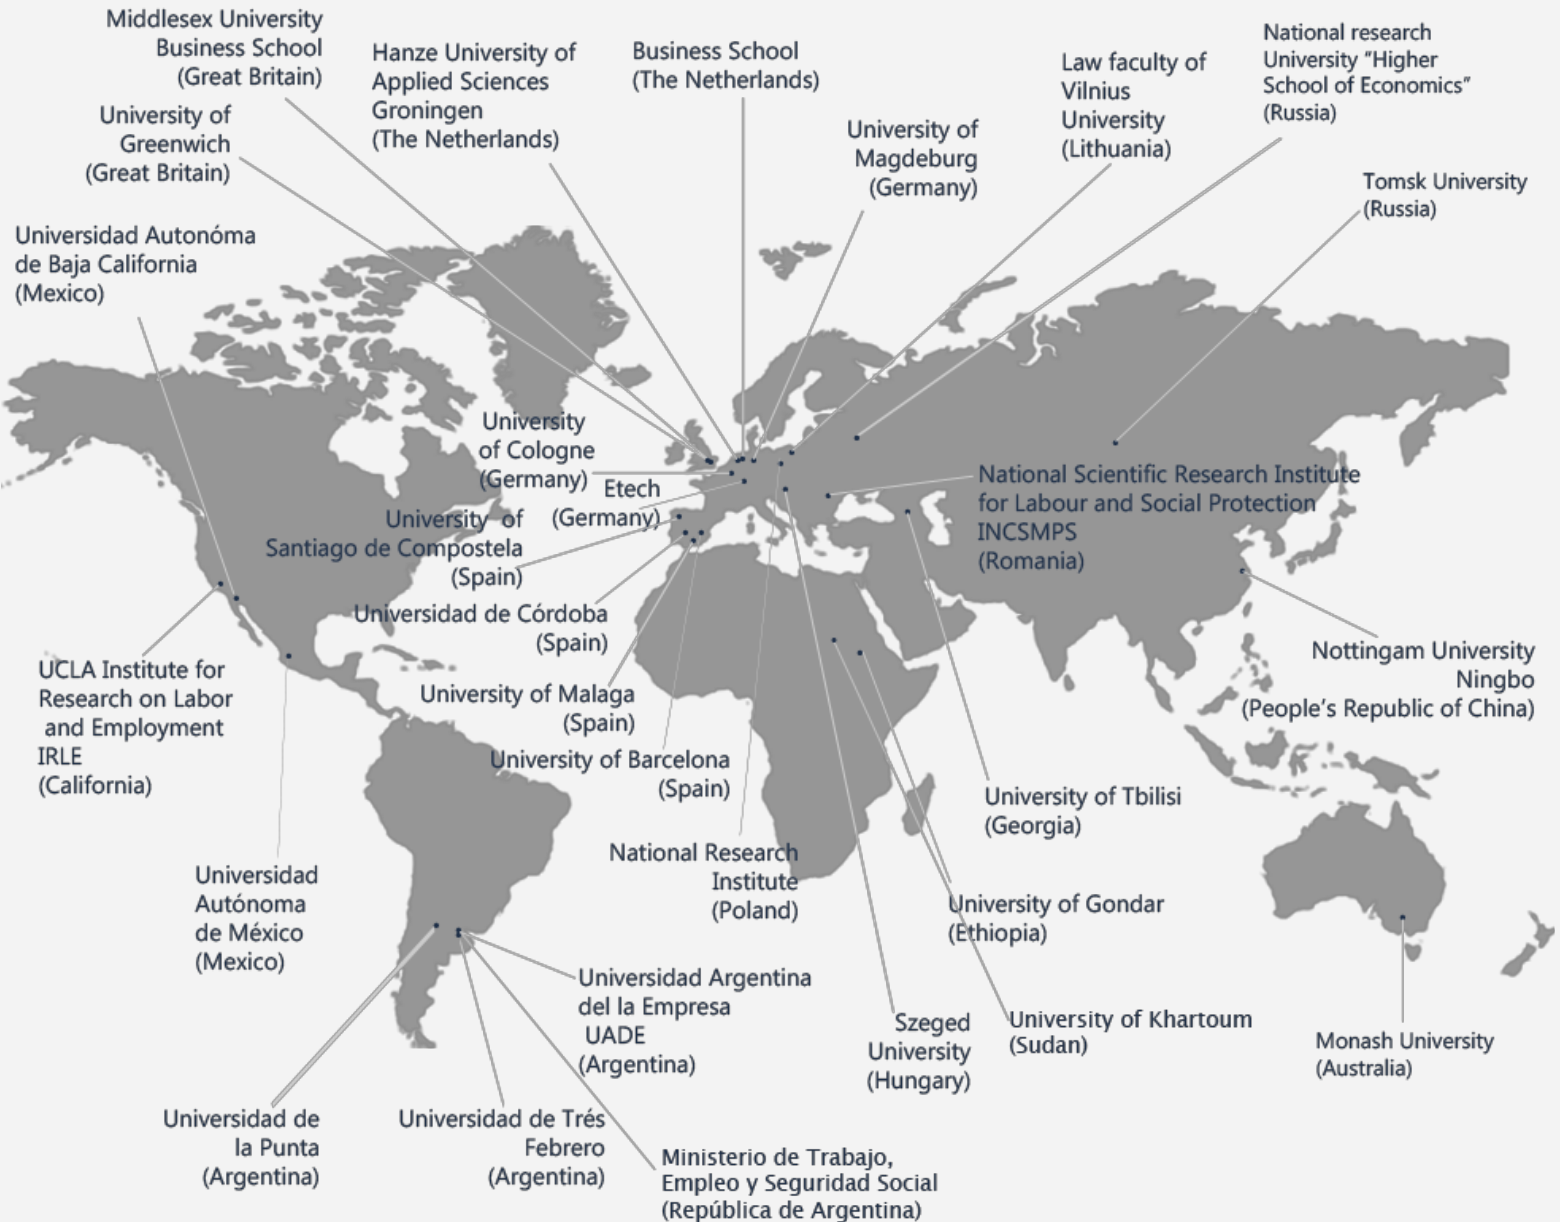 Middlesex University
Business School
(Great Britain)
Hanze University of
Applied Sciences
Groningen
(The Netherlands)
Business School
(The Netherlands)
Law faculty of
Vilnius
University
(Lithuania)
National research
University "Higher
School of Economics"
(Russia)
University of
Greenwich
(Great Britain)
University of
Magdeburg
(Germany)
Tomsk University
(Russia)
Universidad Autonóma
de Baja California
(Mexico)
University
of Cologne
(Germany)
Etech
(Germany)
National Scientific Research Institute
for Labour and Social Protection
INCSMPS
(Romania)
University of
Santiago de Compostela
(Spain)
Universidad de Córdoba
(Spain)
UCLA Institute for
Research on Labor
and Employment
IRLE
(California)
University of Malaga
(Spain)
Nottingam University
Ningbo
(People's Republic of China)
University of Barcelona
(Spain)
University of Tbilisi
(Georgia)
National Research
Institute
(Poland)
Universidad
Autónoma
de México
(Mexico)
University of Gondar
(Ethiopia)
Universidad Argentina
del la Empresa
UADE
(Argentina)
Szeged
University
(Hungary)
University of Khartoum
(Sudan)
Monash University
(Australia)
Universidad de
la Punta
(Argentina)
Universidad de Trés
Febrero
(Argentina)
Ministerio de Trabajo,
Empleo y Seguridad Social
(República de Argentina)